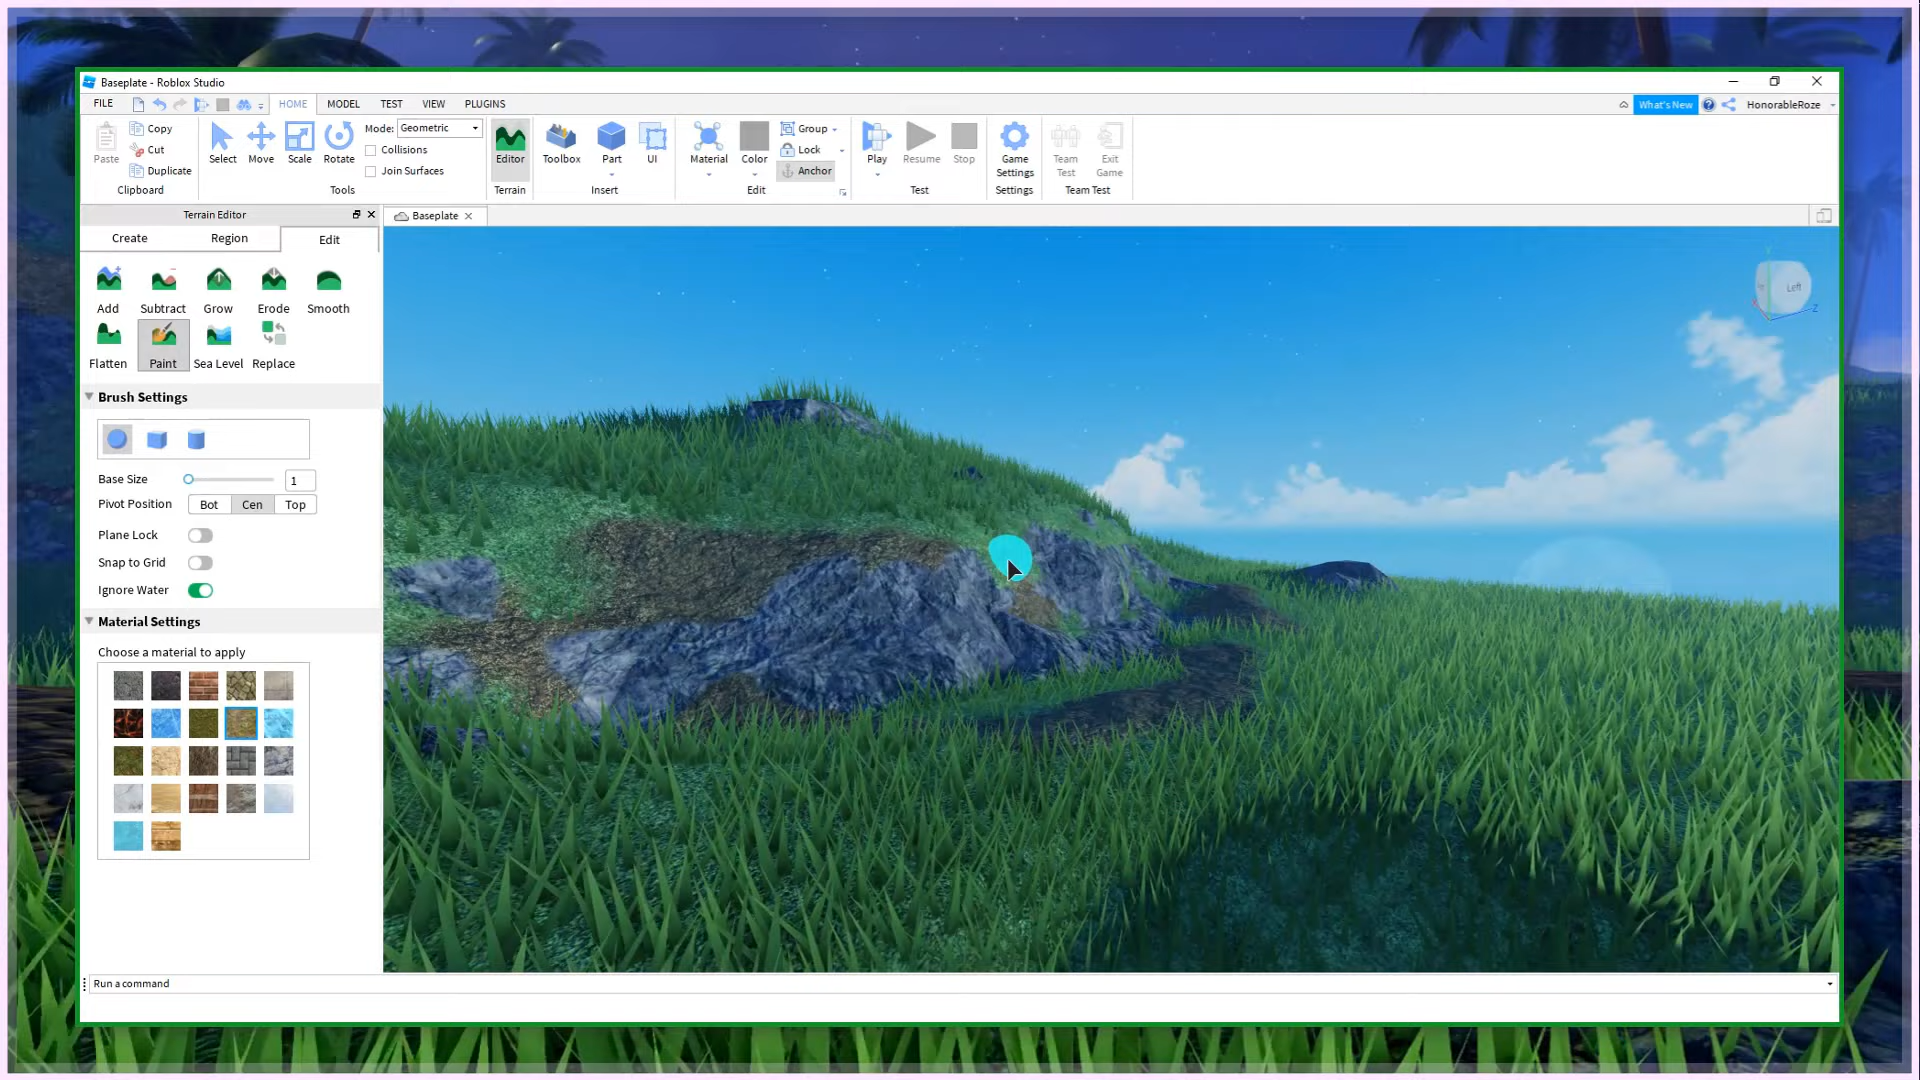 Baseplate - Roblox Studio
FILE HOME MODEL TEST VIEW PLUGINS What's New HonorableRoze
Paste Copy Cut Duplicate
Clipboard
Select Move Scale Rotate
Mode: Geometric
Collisions
Join Surfaces
Tools
Editor
Terrain
Toolbox Part UI
Insert
Material Color
Group
Lock
Anchor
Edit
Play Resume Stop
Test
Game Settings
Settings
Team Test Exit Game
Team Test
Terrain Editor
Baseplate
Create Region Edit
Add Subtract Grow Erode Smooth
Flatten Paint Sea Level Replace
Brush Settings
Base Size 1
Pivot Position Bot Cen Top
Plane Lock
Snap to Grid
Ignore Water
Material Settings
Choose a material to apply
Left
Y
Z
Run a command